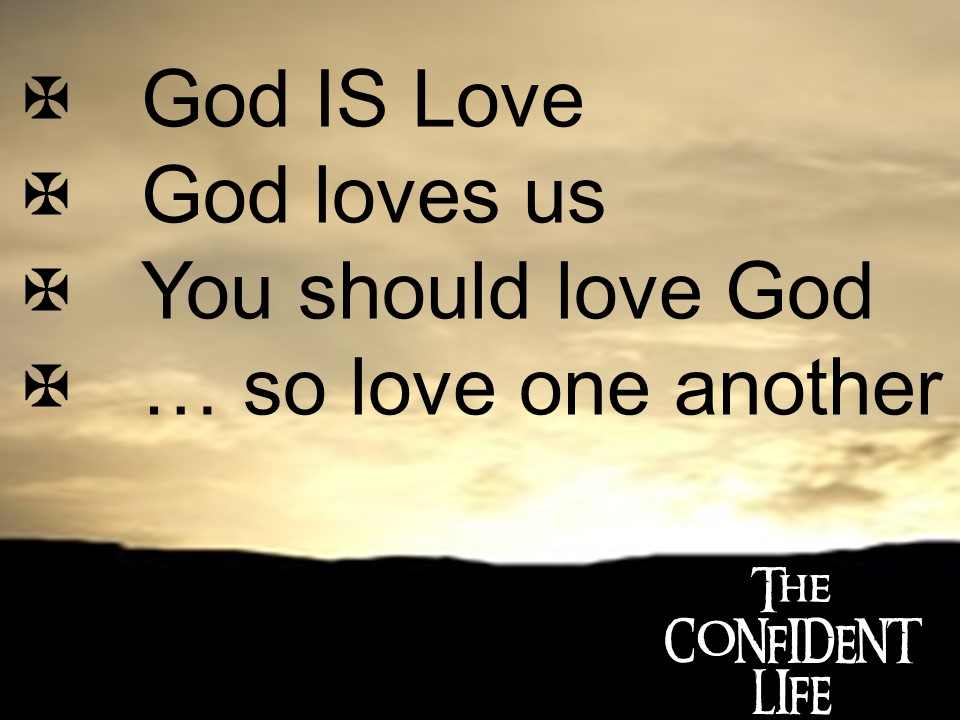 ✠ God IS Love
✠ God loves us
✠ You should love God
✠ … so love one another
THE
CONFIDENT
LIFE